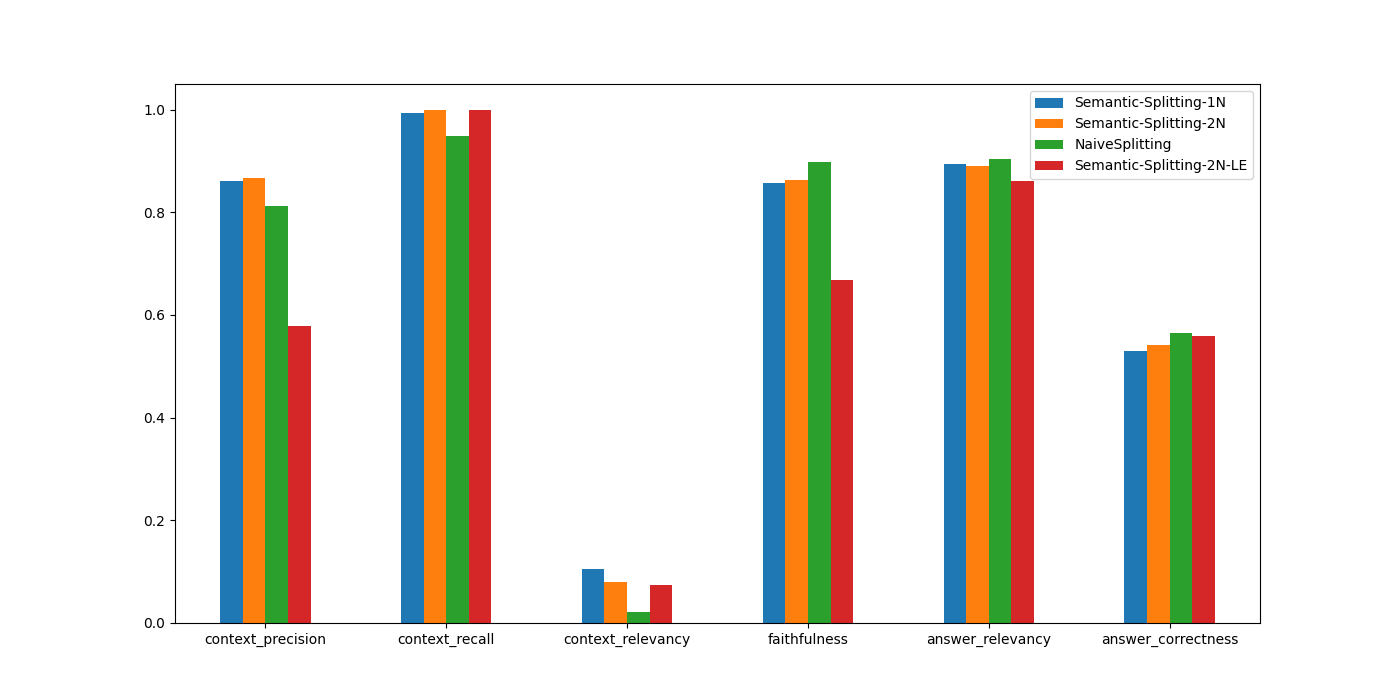 1.0
0.8
0.6
0.4
0.2
0.0
Semantic-Splitting-1N
Semantic-Splitting-2N
NaiveSplitting
Semantic-Splitting-2N-LE
context_precision
context_recall
context_relevancy
faithfulness
answer_relevancy
answer_correctness